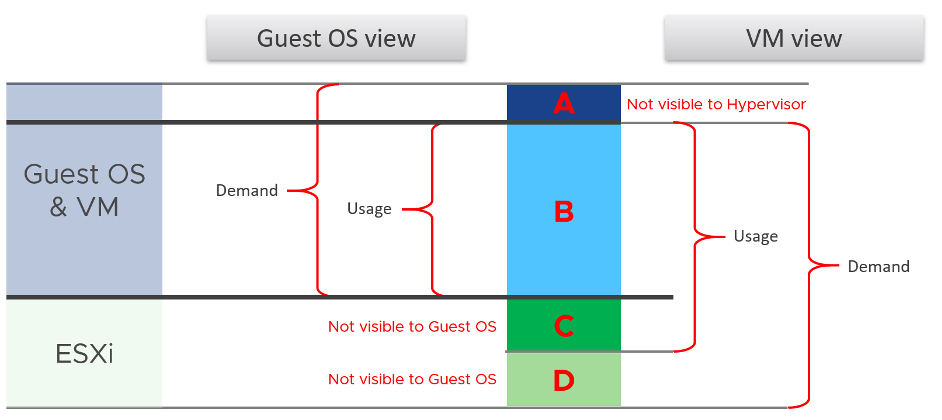 Guest OS view
VM view
A
Not visible to Hypervisor
Guest OS
& VM
Demand
Usage
B
Usage
Demand
Not visible to Guest OS
C
ESXi
Not visible to Guest OS
D